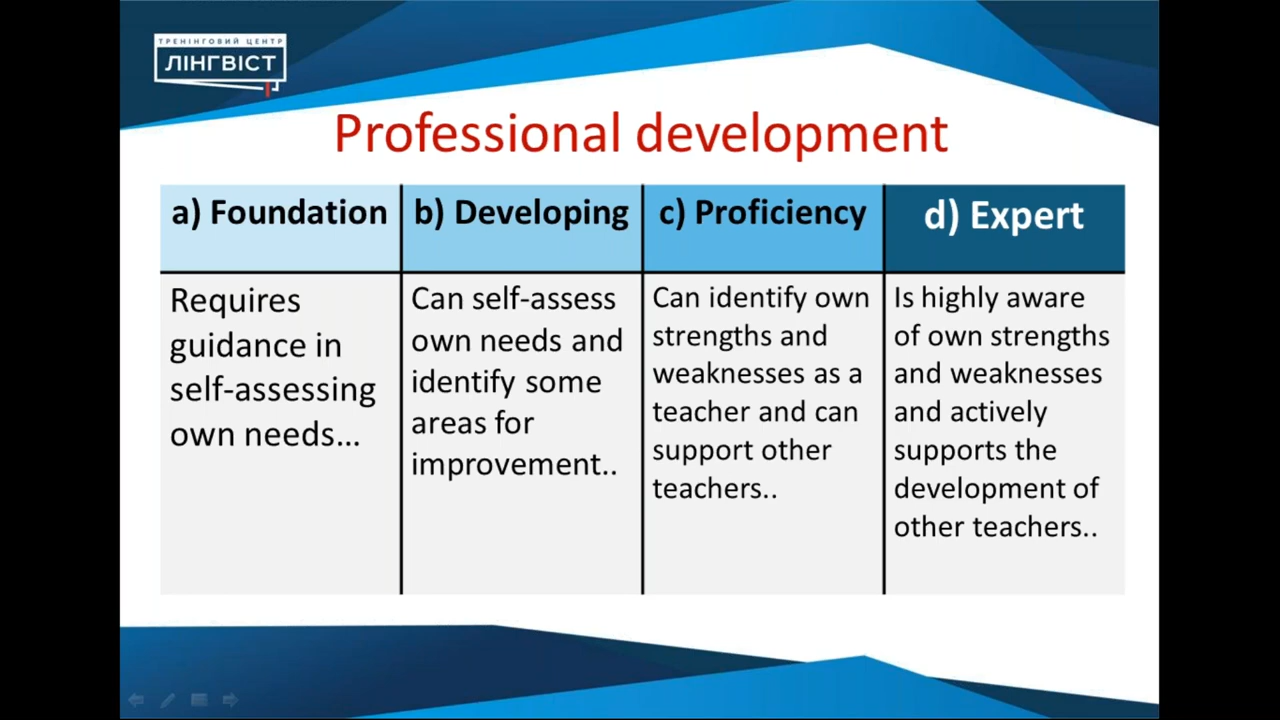 ТРЕНІНГОВИЙ ЦЕНТР
ЛІНГВІСТ
Professional development
a) Foundation
b) Developing
c) Proficiency
d) Expert
Requires
guidance in
self-assessing
own needs...
Can self-assess
own needs and
identify some
areas for
improvement..
Can identify own
strengths and
weaknesses as a
teacher and can
support other
teachers..
Is highly aware
of own strengths
and weaknesses
and actively
supports the
development of
other teachers..